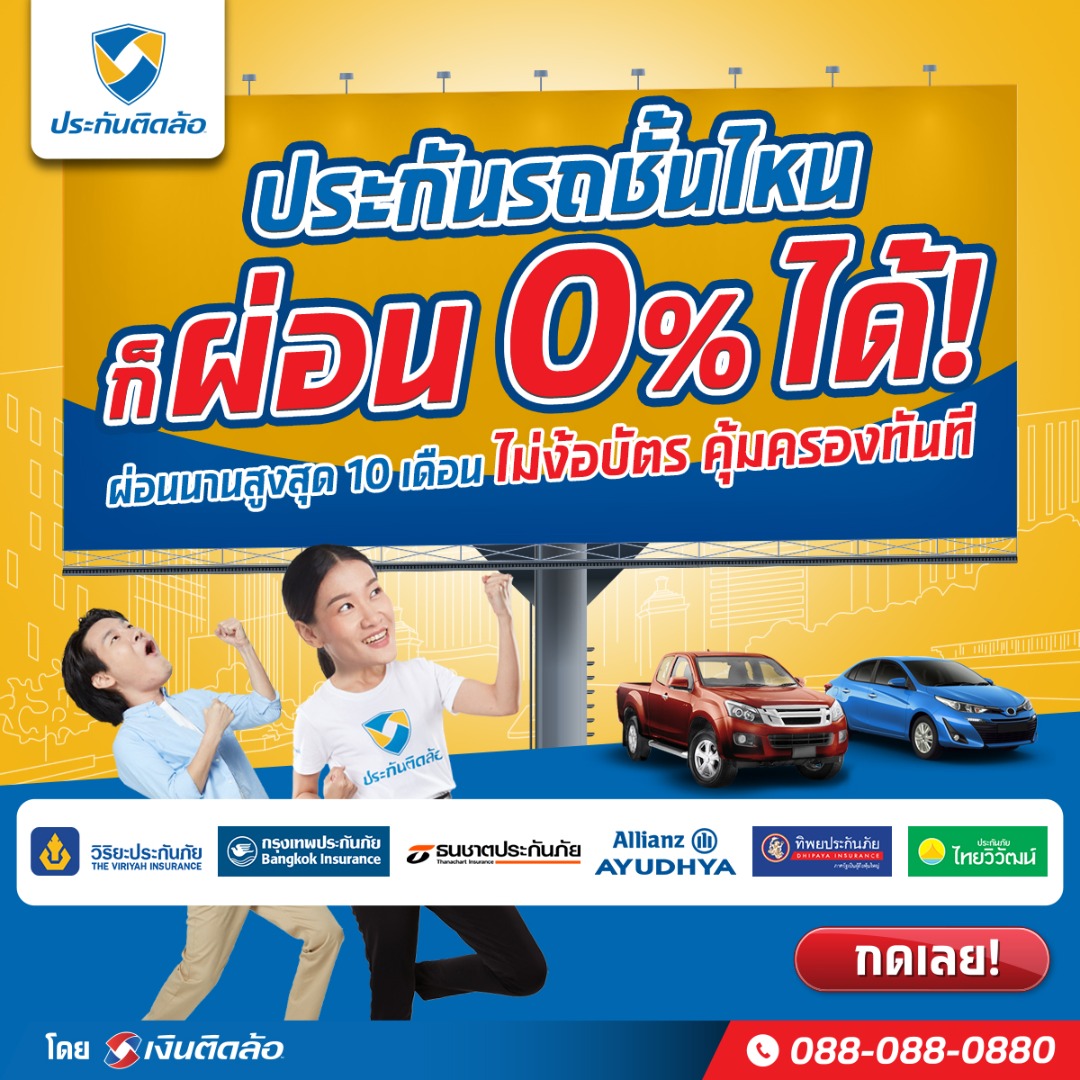 ประกันติดล้อ
ประกันรถชั้นไหน
ก็ผ่อน 0% ได้!
ผ่อนนานสูงสุด 10 เดือน ไม่ง้อบัตร คุ้มครองทันที
ประกันติดล้อ
วิริยะประกันภัย
THE VIRIYAH INSURANCE
กรุงเทพประกันภัย
Bangkok Insurance
ธนชาตประกันภัย
Thanachart Insurance
Allianz
AYUDHYA
ทิพยประกันภัย
DHIPAYA INSURANCE
ประกันภัย
ไทยวิวัฒน์
กดเลย!
โดย เงินติดล้อ
088-088-0880